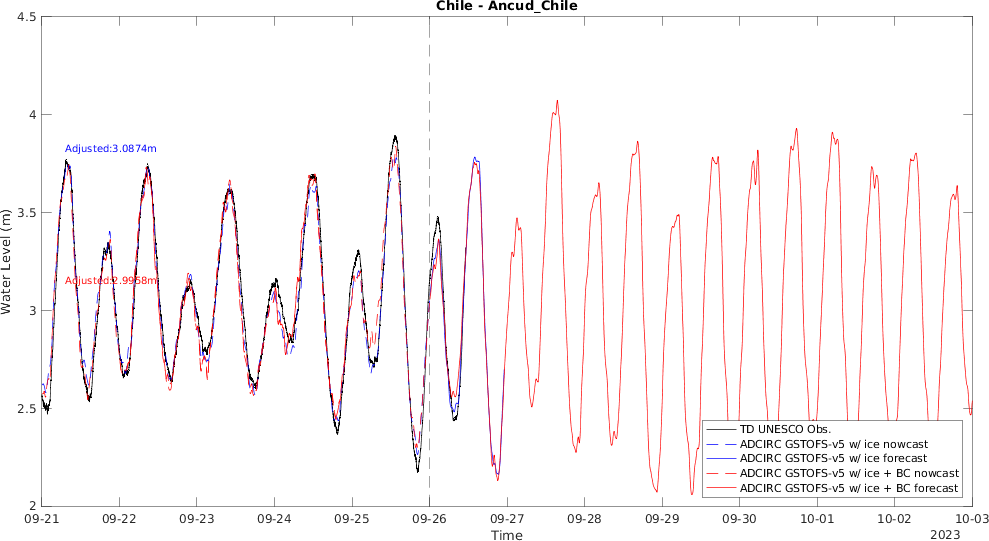 Chile - Ancud_Chile
4.5
4
3.5
3
2.5
2
Water Level (m)
Adjusted:3.0874m
Adjusted:2.9958m
TD UNESCO Obs.
ADCIRC GSTOFS-v5 w/ ice nowcast
ADCIRC GSTOFS-v5 w/ ice forecast
ADCIRC GSTOFS-v5 w/ ice + BC nowcast
ADCIRC GSTOFS-v5 w/ ice + BC forecast
09-21 09-22 09-23 09-24 09-25 09-26 09-27 09-28 09-29 09-30 10-01 10-02 10-03
Time
2023